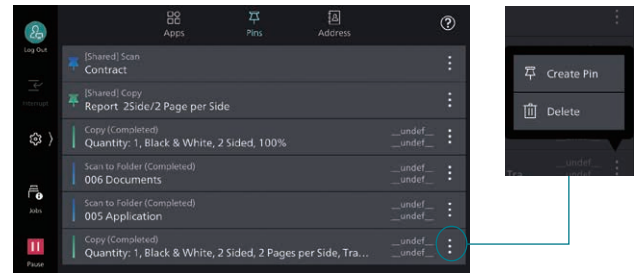 Apps
Pins
Address
?
Log Out
Interrupt
Jobs
Pause
[Shared] Scan
Contract
[Shared] Copy
Report 2Side/2 Page per Side
Copy (Completed)
__undef__
Quantity: 1, Black & White, 2 Sided, 100%
__undef__
Scan to Folder (Completed)
__undef__
006 Documents
__undef__
Scan to Folder (Completed)
__undef__
005 Application
__undef__
Copy (Completed)
__undef__
Quantity: 1, Black & White, 2 Sided, 2 Pages per Side, Tra...
__undef__
Create Pin
Delete
__undef__
Tra...
__undef__